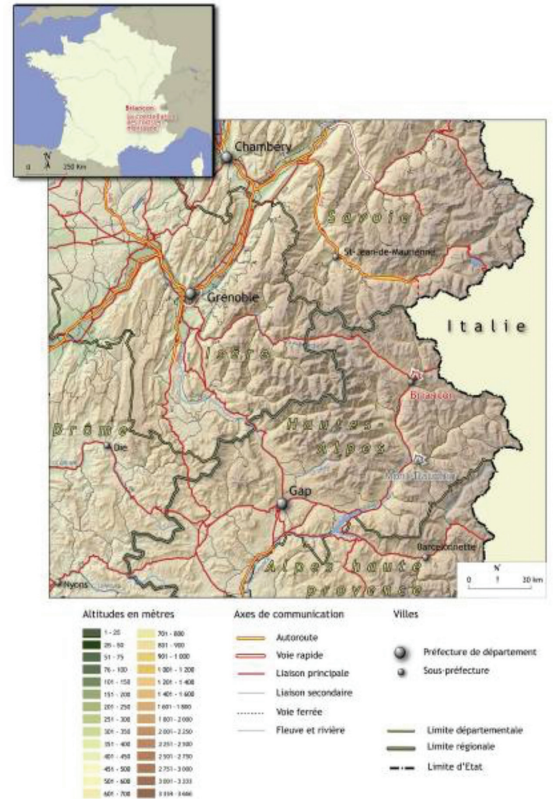 Briançon:
N
0 250 Km
Chambéry
Savoie
St-Jean-de-Maurienne
Grenoble
Italie
Isère
Briançon
Hautes-
alpes
Drôme
Die
Gap
Barcelonnette
Alpes haute
provence
Nyons
N
0 20 km
Altitudes en mètres
1 - 25
26 - 50
51 - 75
76 - 100
101 - 150
151 - 200
201 - 250
251 - 300
301 - 350
351 - 400
401 - 450
451 - 500
501 - 600
601 - 700
701 - 800
801 - 900
901 - 1 000
1 001 - 1 200
1 201 - 1 400
1 401 - 1 600
1 601 - 1 800
1 801 - 2 000
2 001 - 2 250
2 251 - 2 500
2 501 - 2 750
2 751 - 3 000
Axes de communication
Autoroute
Voie rapide
Liaison principale
Liaison secondaire
Voie ferrée
Fleuve et rivière
Villes
Préfecture de département
Sous-préfecture
Limite départementale
Limite régionale
Limite d'Etat